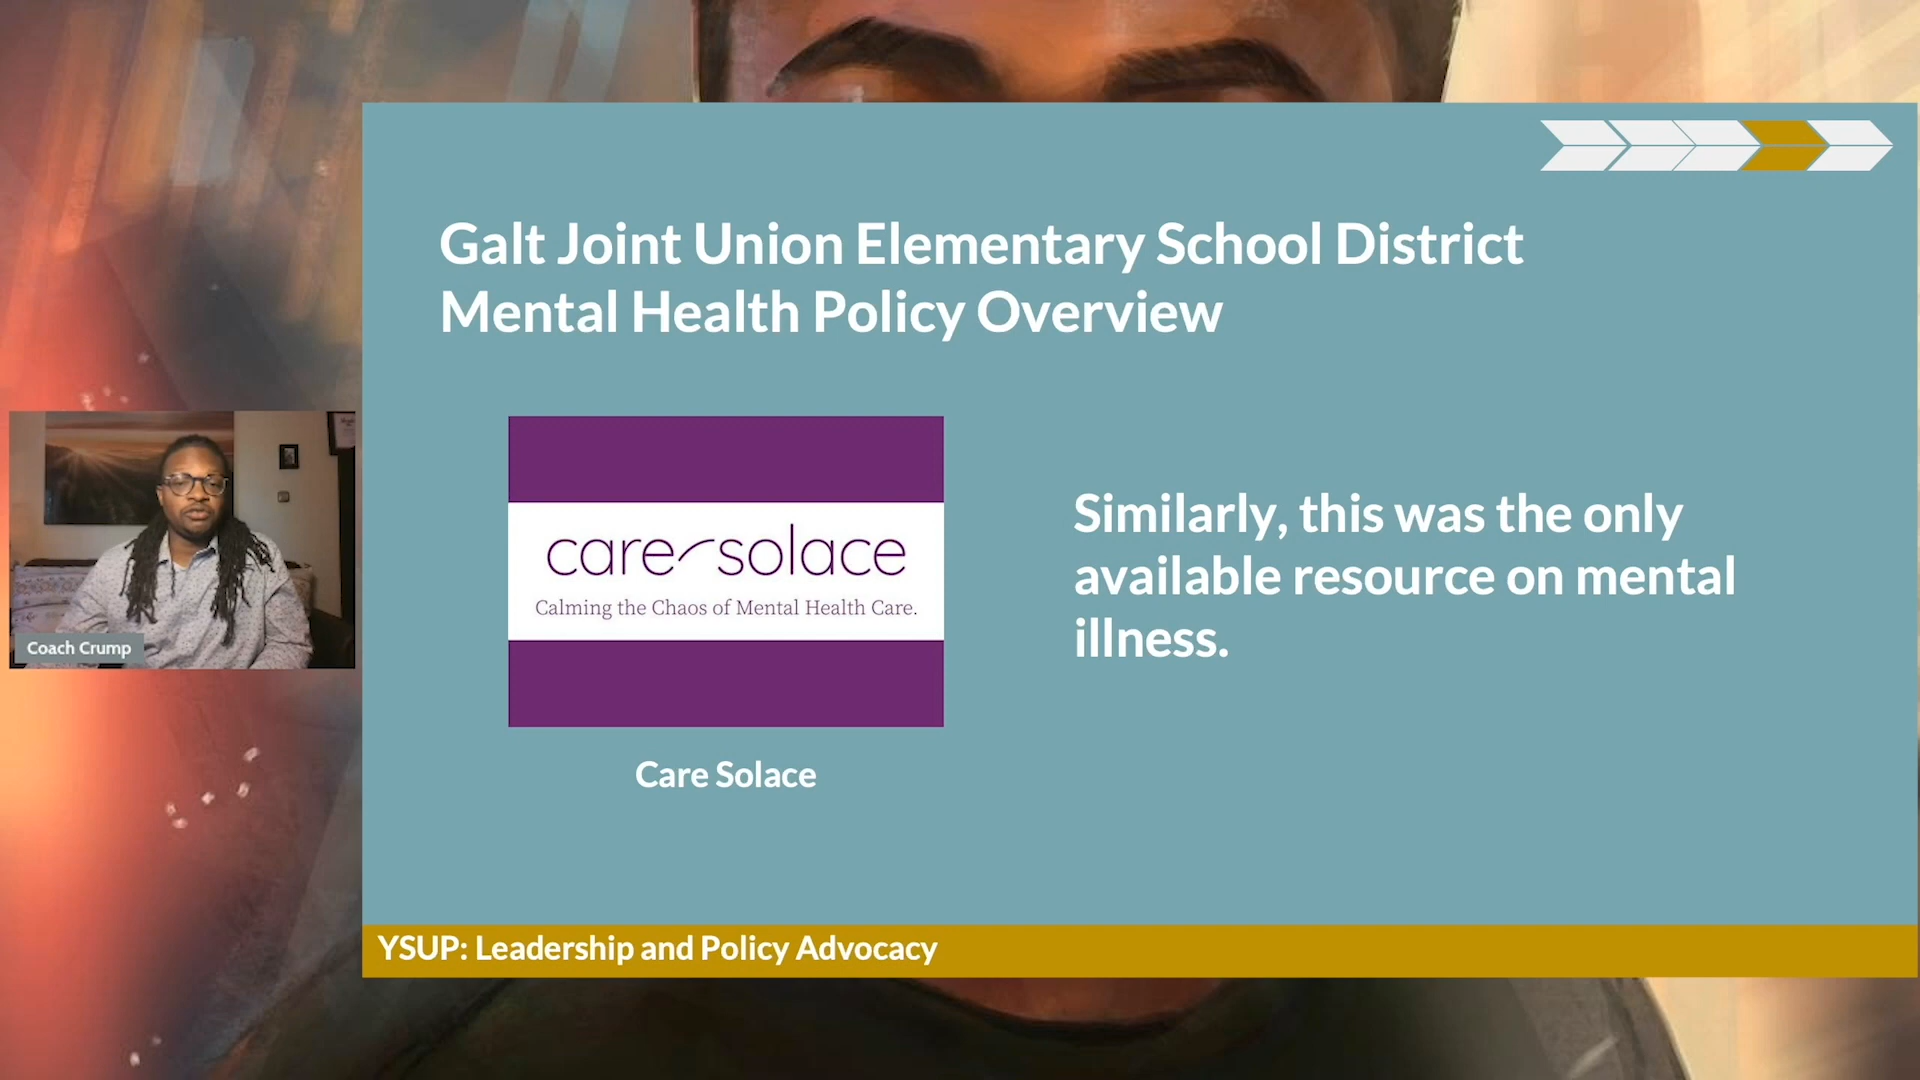 Galt Joint Union Elementary School District
Mental Health Policy Overview
care solace
Calming the Chaos of Mental Health Care.
Care Solace
Similarly, this was the only
available resource on mental
illness.
Coach Crump
YSUP: Leadership and Policy Advocacy